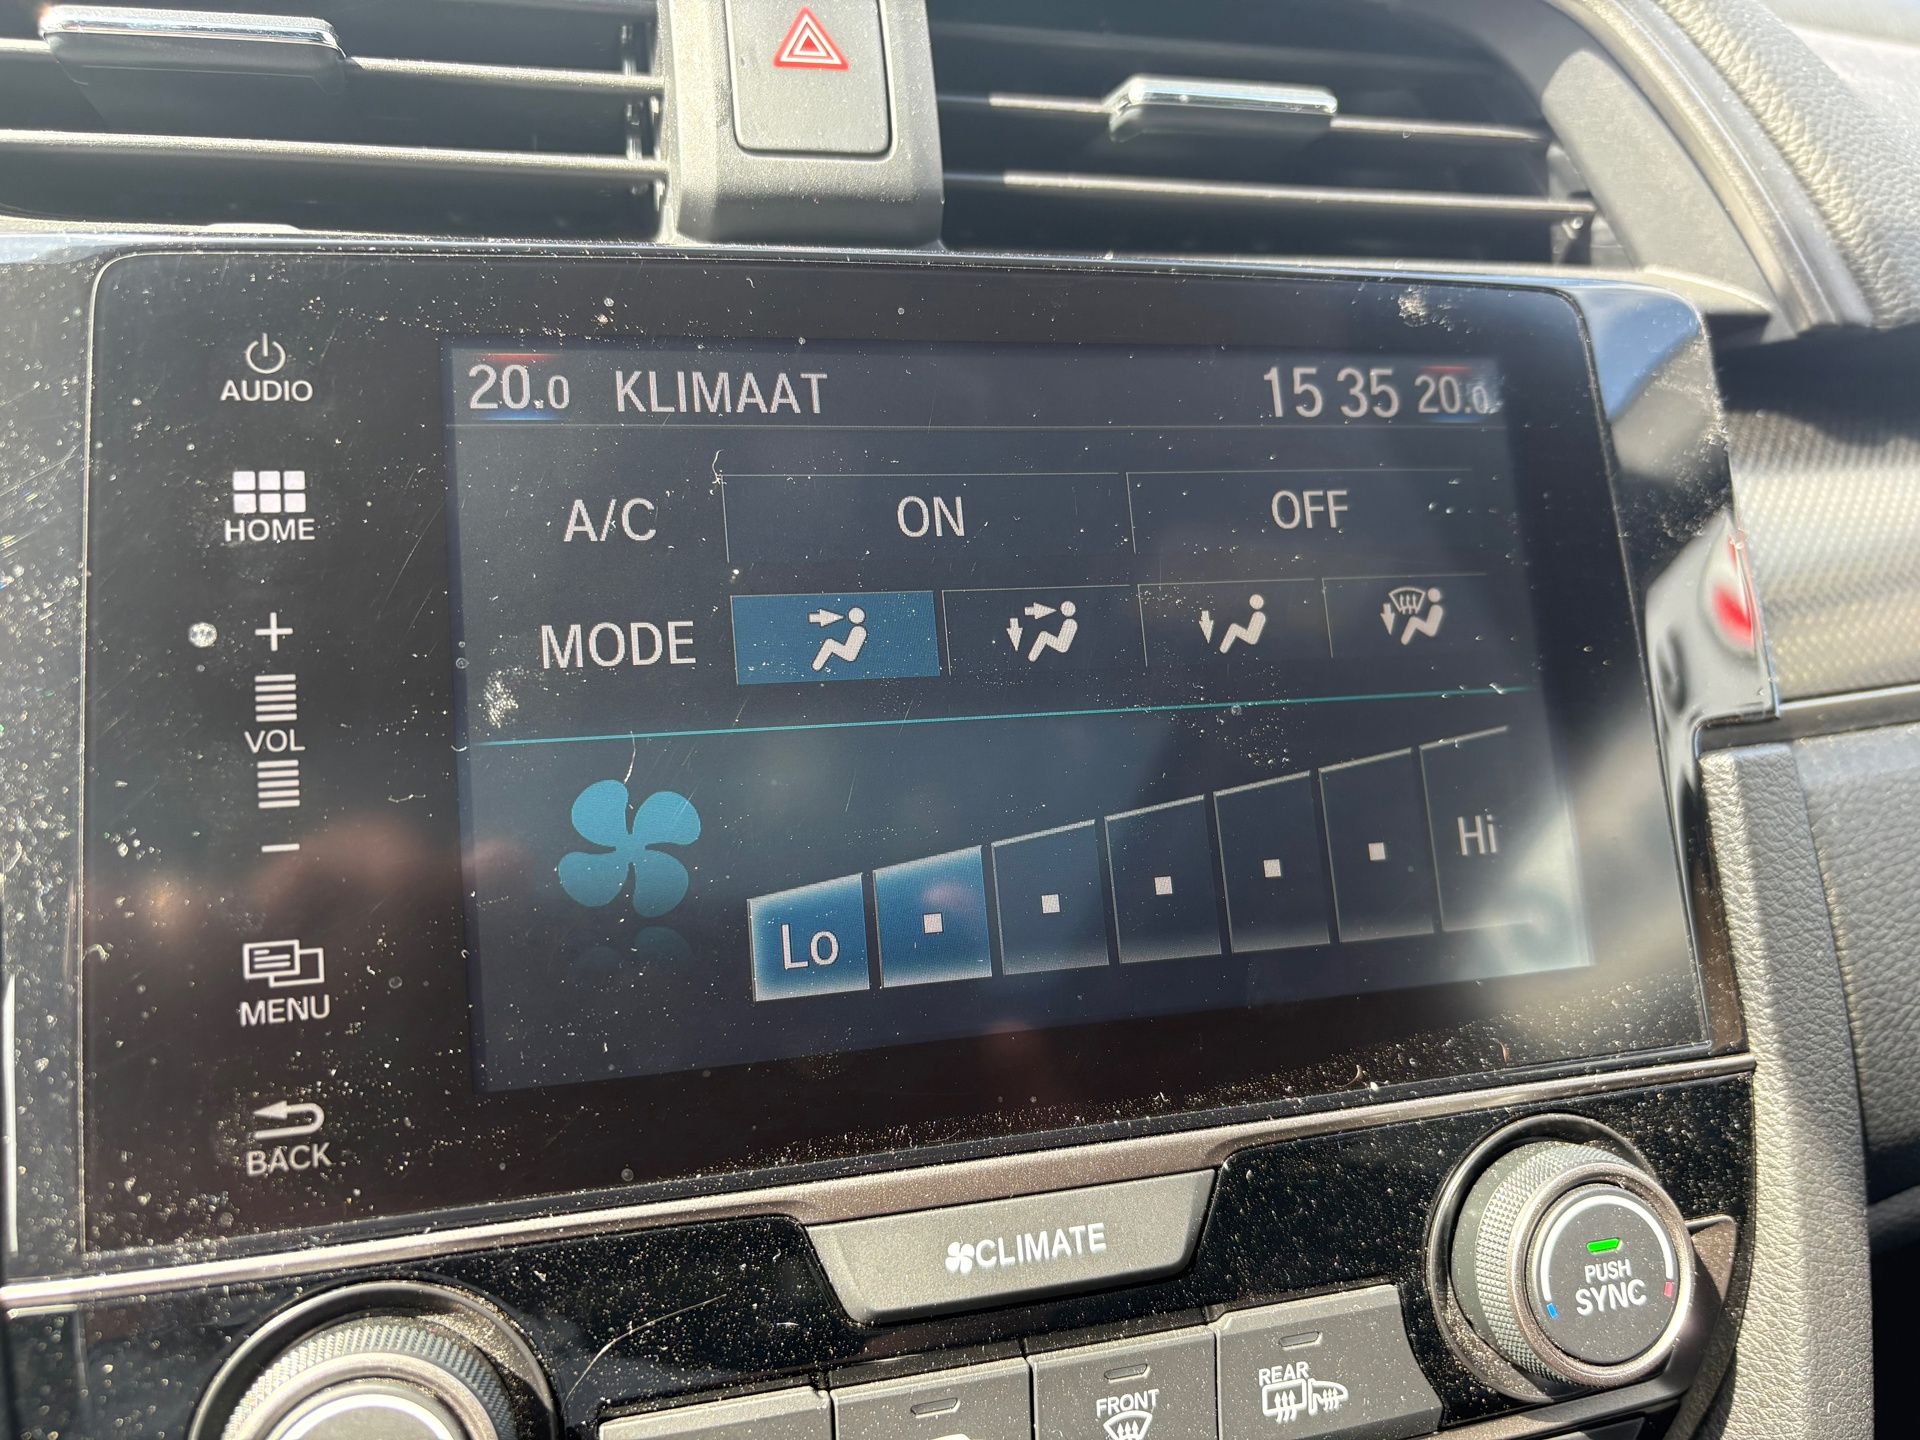 AUDIO
HOME
VOL
MENU
BACK
20.0 KLIMAAT 15 35 20.0
A/C ON OFF
MODE
Lo Hi
CLIMATE
PUSH
SYNC
FRONT
REAR